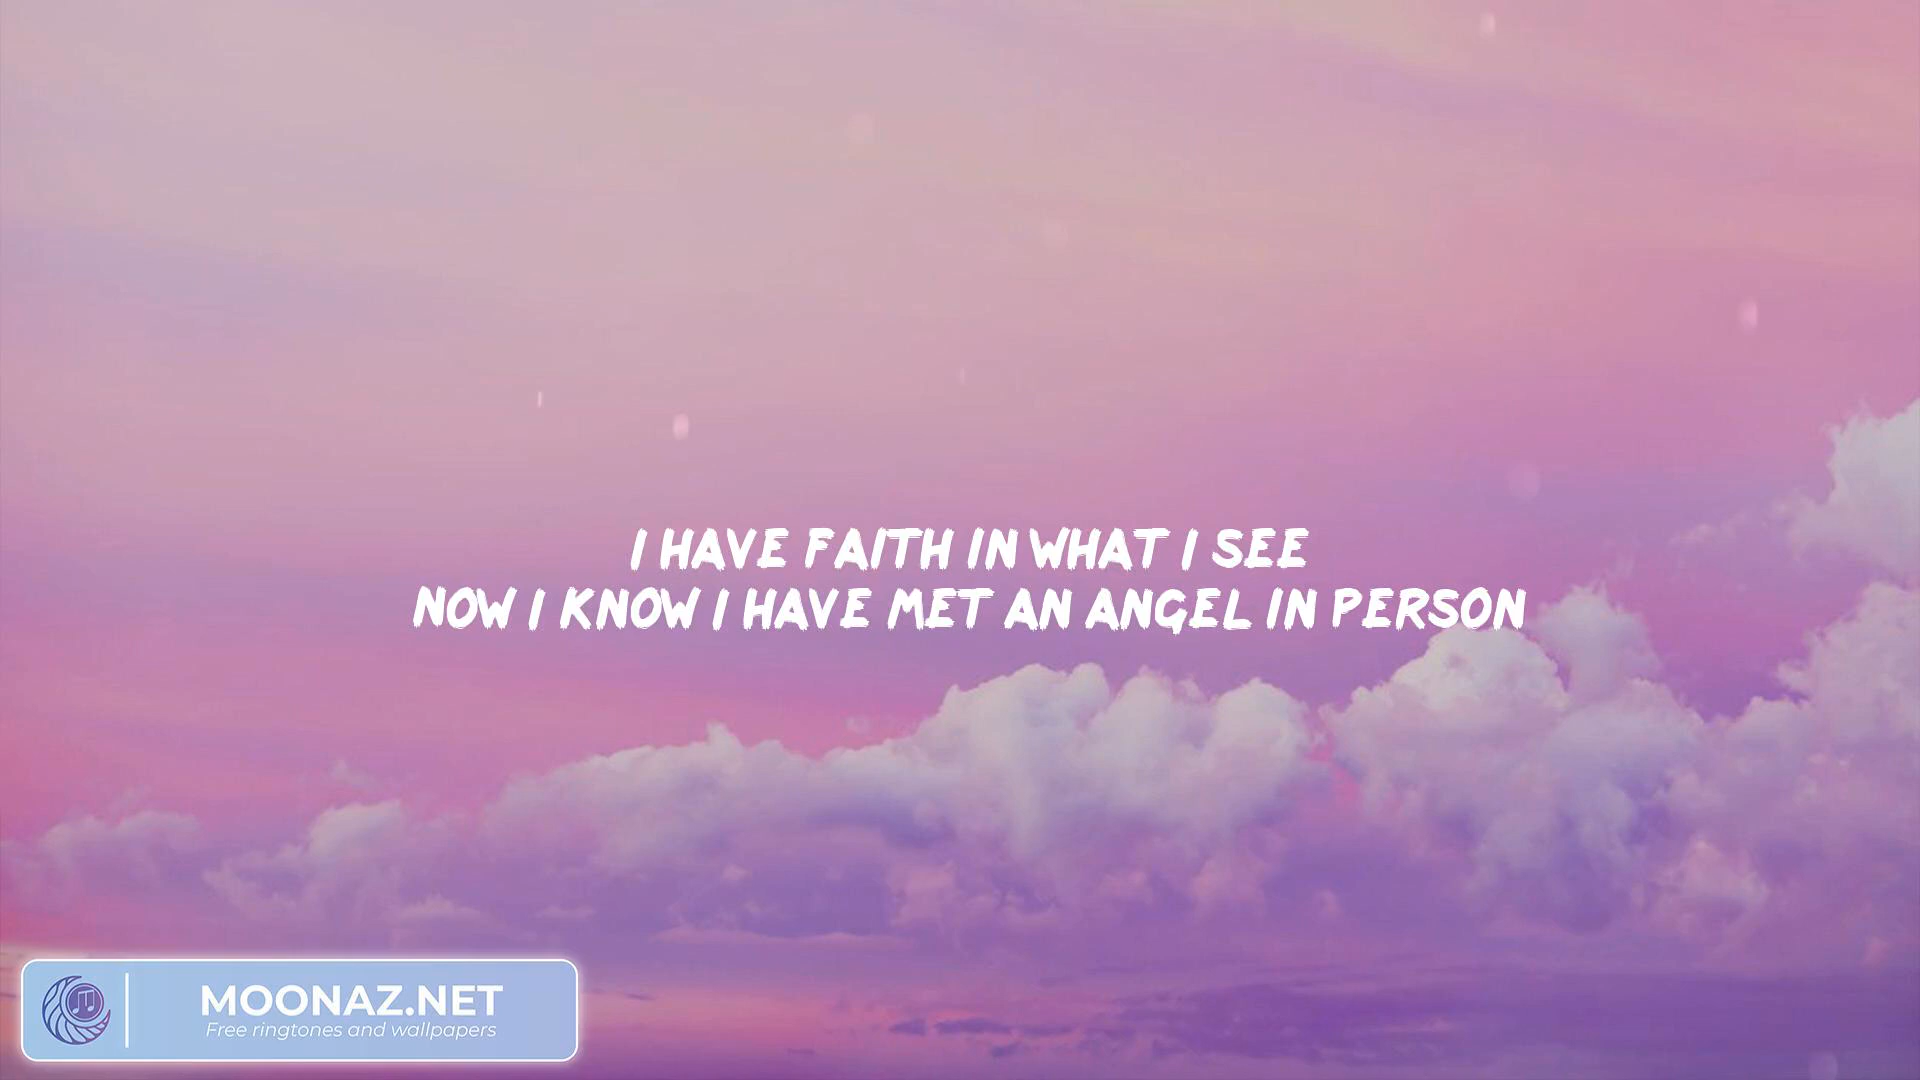 I HAVE FAITH IN WHAT I SEE
NOW I KNOW I HAVE MET AN ANGEL IN PERSON
MOONAZ.NET
Free ringtones and wallpapers